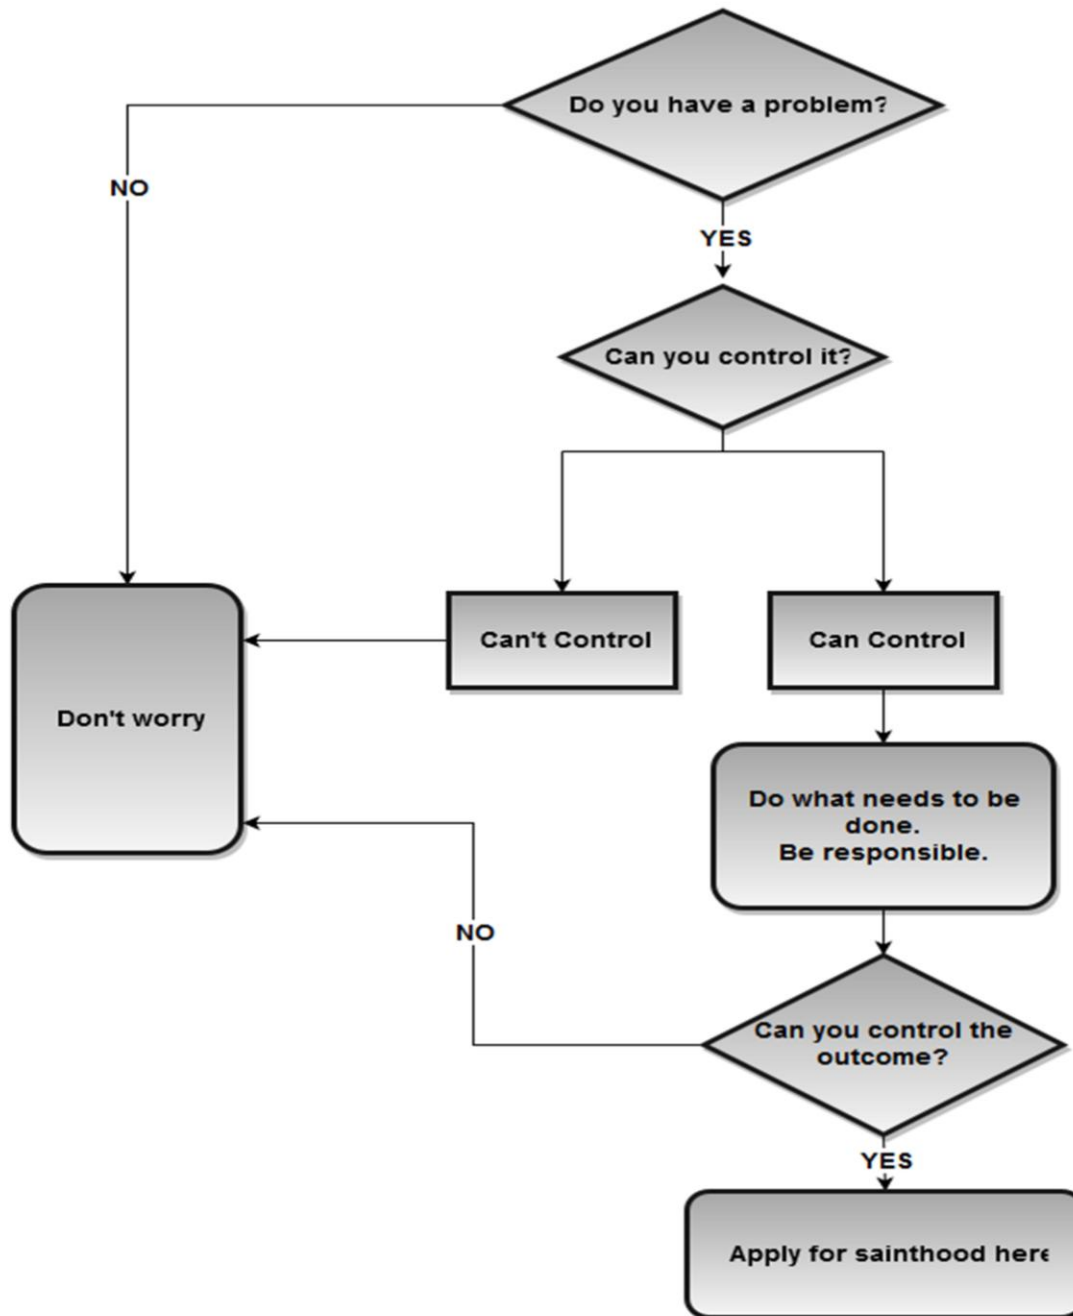 Do you have a problem?
NO
YES
Can you control it?
Can't Control
Can Control
Don't worry
Do what needs to be
done.
Be responsible.
NO
Can you control the
outcome?
YES
Apply for sainthood here